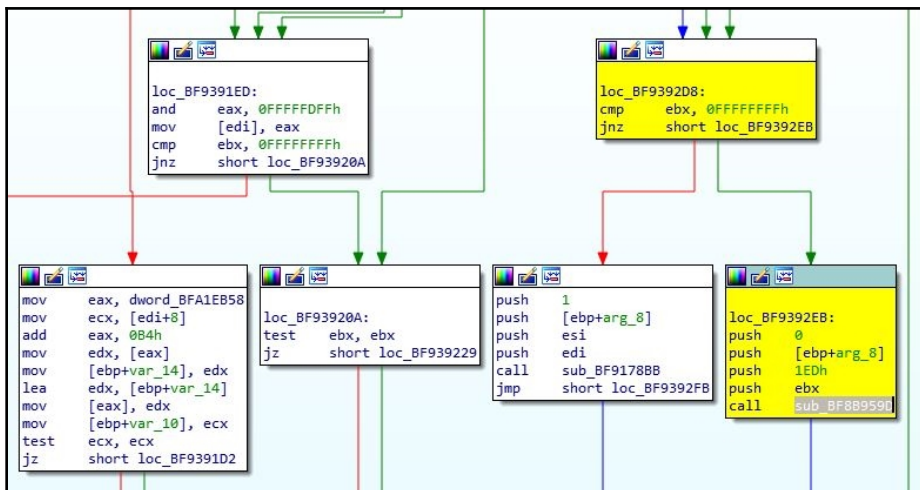 loc_BF9391ED:
and eax, 0FFFFFDFFh
mov [edi], eax
cmp ebx, 0FFFFFFFFh
jnz short loc_BF93920A
loc_BF9392D8:
cmp ebx, 0FFFFFFFFh
jnz short loc_BF9392EB
mov eax, dword_BFA1EB58
mov ecx, [edi+8]
add eax, 0B4h
mov edx, [eax]
mov [ebp+var_14], edx
lea edx, [ebp+var_14]
mov [eax], edx
mov [ebp+var_10], ecx
test ecx, ecx
jz short loc_BF9391D2
loc_BF93920A:
test ebx, ebx
jz short loc_BF939229
push 1
push [ebp+arg_8]
push esi
push edi
call sub_BF9178BB
jmp short loc_BF9392FB
loc_BF9392EB:
push 0
push [ebp+arg_8]
push 1EDh
push ebx
call sub_BF8B959D